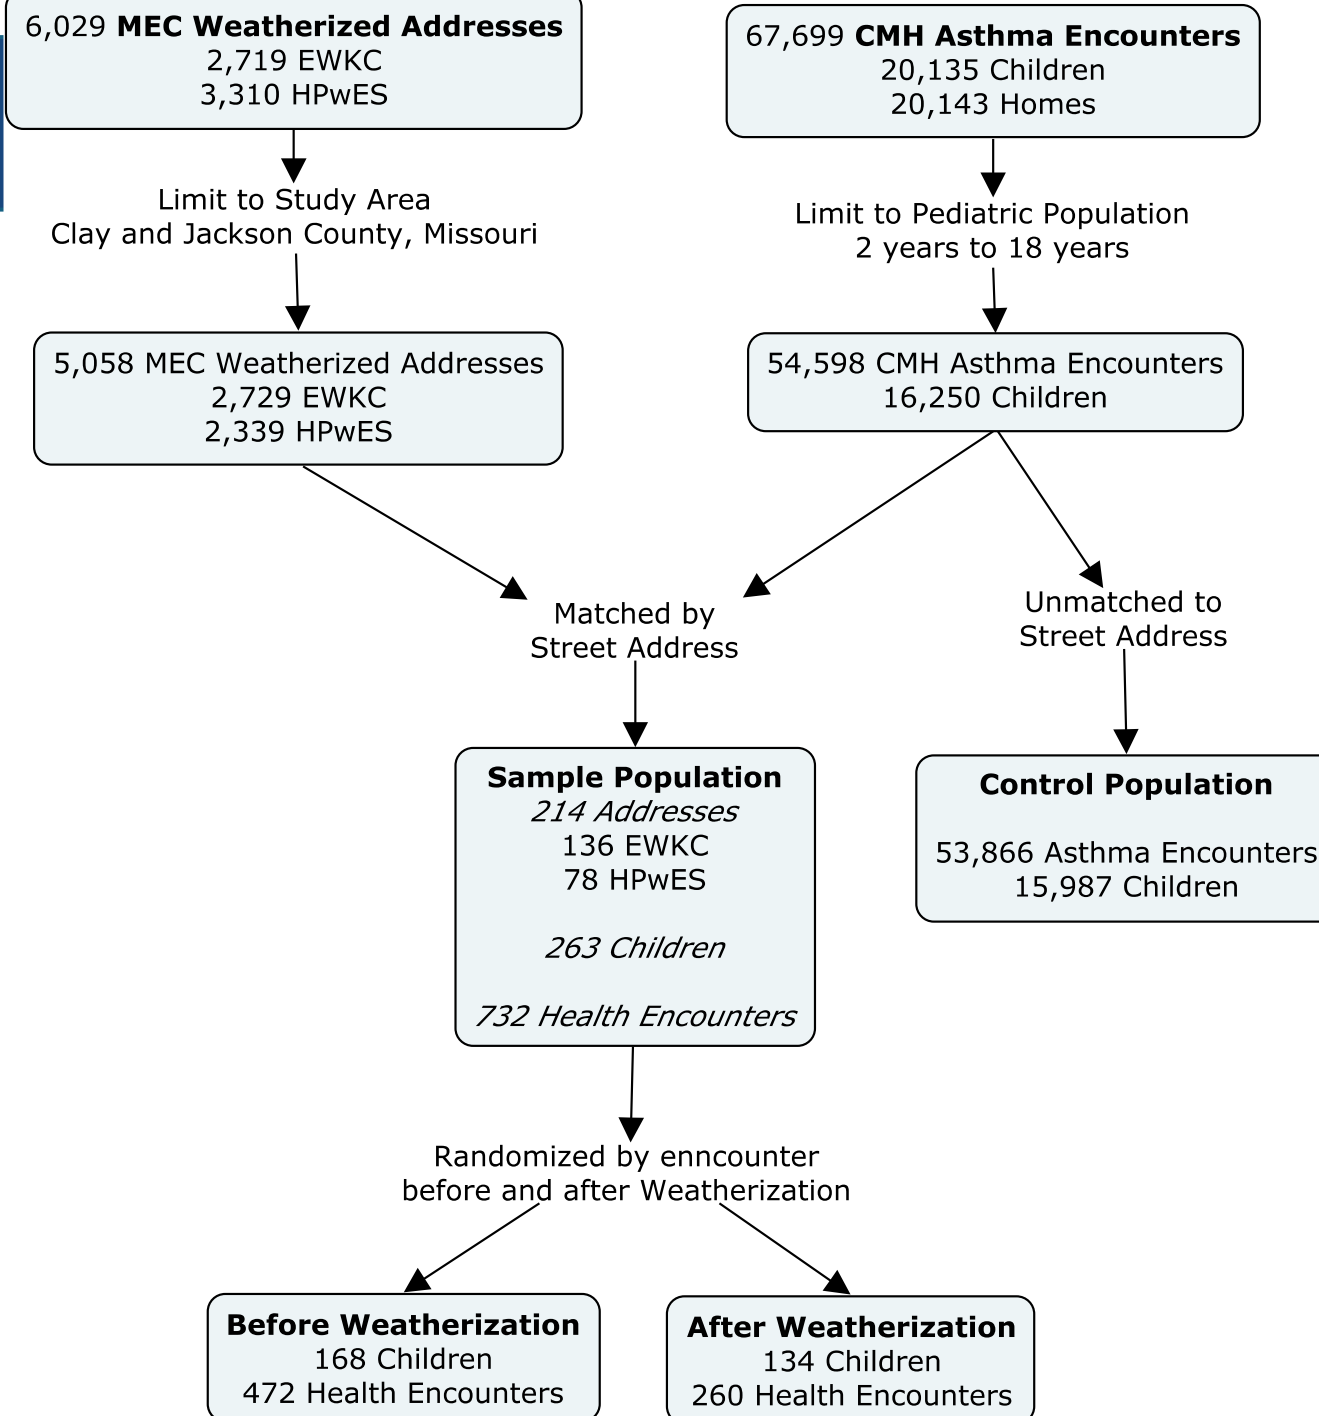 6,029 MEC Weatherized Addresses
2,719 EWKC
3,310 HPwES
67,699 CMH Asthma Encounters
20,135 Children
20,143 Homes
Limit to Study Area
Clay and Jackson County, Missouri
Limit to Pediatric Population
2 years to 18 years
5,058 MEC Weatherized Addresses
2,729 EWKC
2,339 HPwES
54,598 CMH Asthma Encounters
16,250 Children
Matched by
Street Address
Unmatched to
Street Address
Sample Population
214 Addresses
136 EWKC
78 HPwES
263 Children
732 Health Encounters
Control Population
53,866 Asthma Encounters
15,987 Children
Randomized by enncounter
before and after Weatherization
Before Weatherization
168 Children
472 Health Encounters
After Weatherization
134 Children
260 Health Encounters